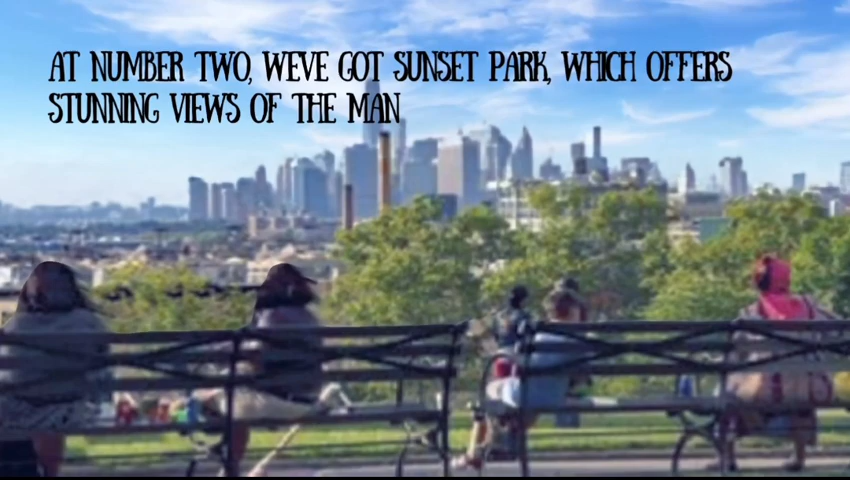 AT NUMBER TWO, WEVE GOT SUNSET PARK, WHICH OFFERS
STUNNING VIEWS OF THE MAN